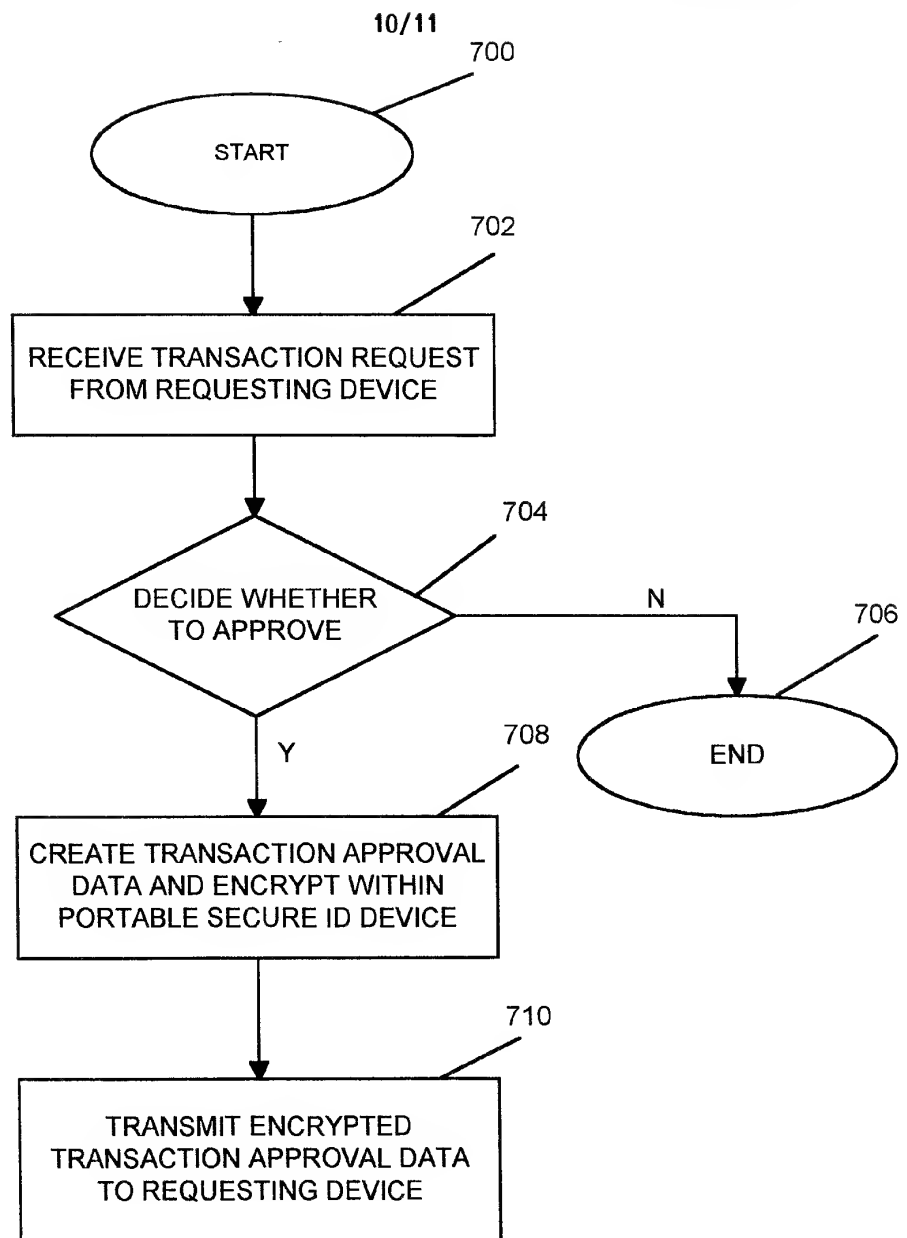 10/11
700
START
702
RECEIVE TRANSACTION REQUEST
FROM REQUESTING DEVICE
704
DECIDE WHETHER
TO APPROVE
N
706
END
Y
708
CREATE TRANSACTION APPROVAL
DATA AND ENCRYPT WITHIN
PORTABLE SECURE ID DEVICE
710
TRANSMIT ENCRYPTED
TRANSACTION APPROVAL DATA
TO REQUESTING DEVICE